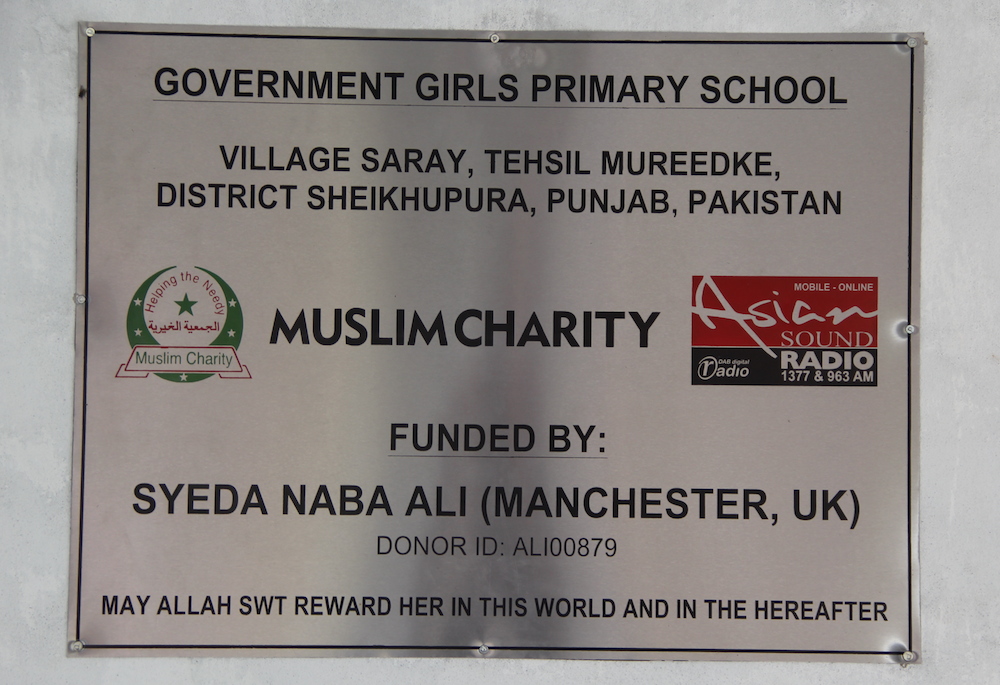 GOVERNMENT GIRLS PRIMARY SCHOOL
VILLAGE SARAY, TEHSIL MUREEDKE,
DISTRICT SHEIKHUPURA, PUNJAB, PAKISTAN
Helping the Needy
الجمعية الخيرية
Muslim Charity
MUSLIM CHARITY
MOBILE - ONLINE
Asian
SOUND
RADIO
DAB digital
radio
1377 & 963 AM
FUNDED BY:
SYEDA NABA ALI (MANCHESTER, UK)
DONOR ID: ALI00879
MAY ALLAH SWT REWARD HER IN THIS WORLD AND IN THE HEREAFTER